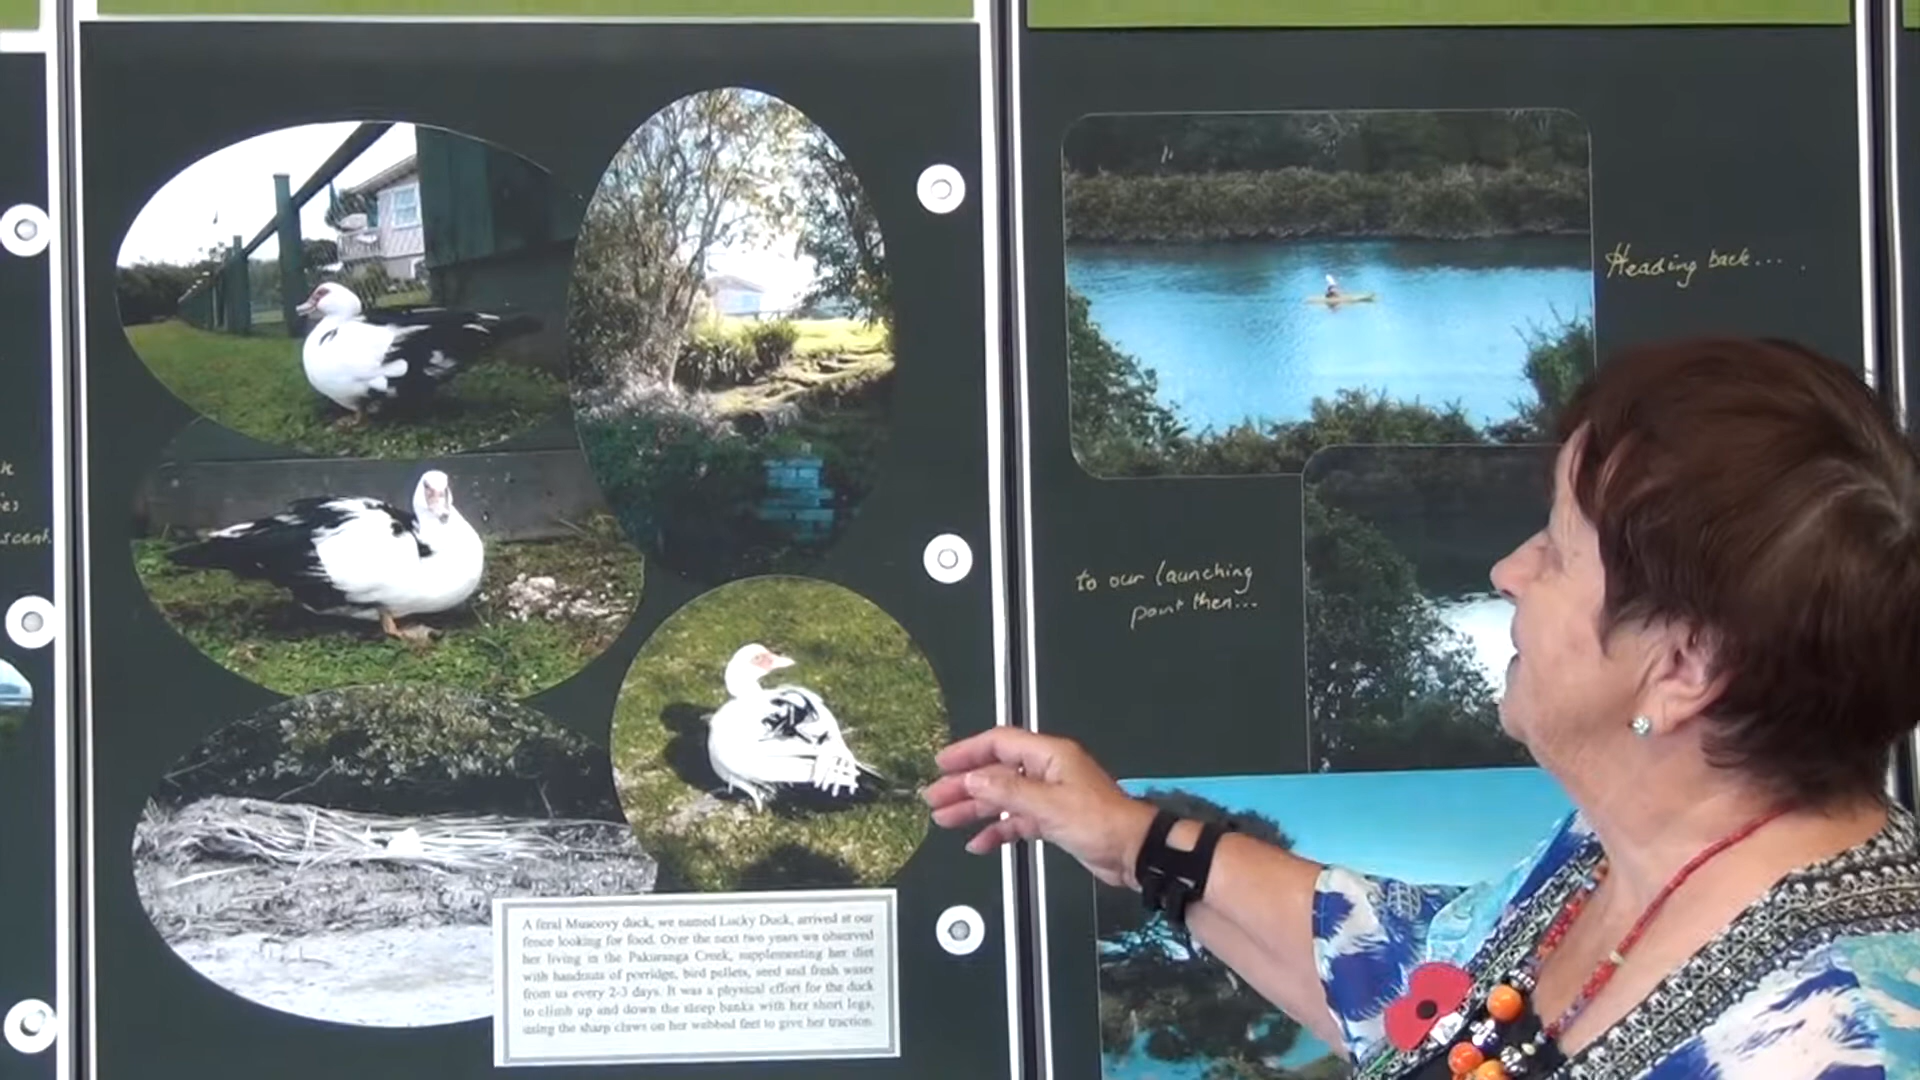 k
scent.
A feral Muscovy duck, we named Lucky Duck, arrived at our
fence looking for food. Over the next two years we observed
her living in the Pakuranga Creek, supplementing her diet
with handouts of porridge, bird pellets, seed and fresh water
from us every 2-3 days. It was a physical effort for the duck
to climb up and down the steep banks with her short legs,
using the sharp claws on her webbed feet to give her traction.
Heading back...
to our launching
point then...